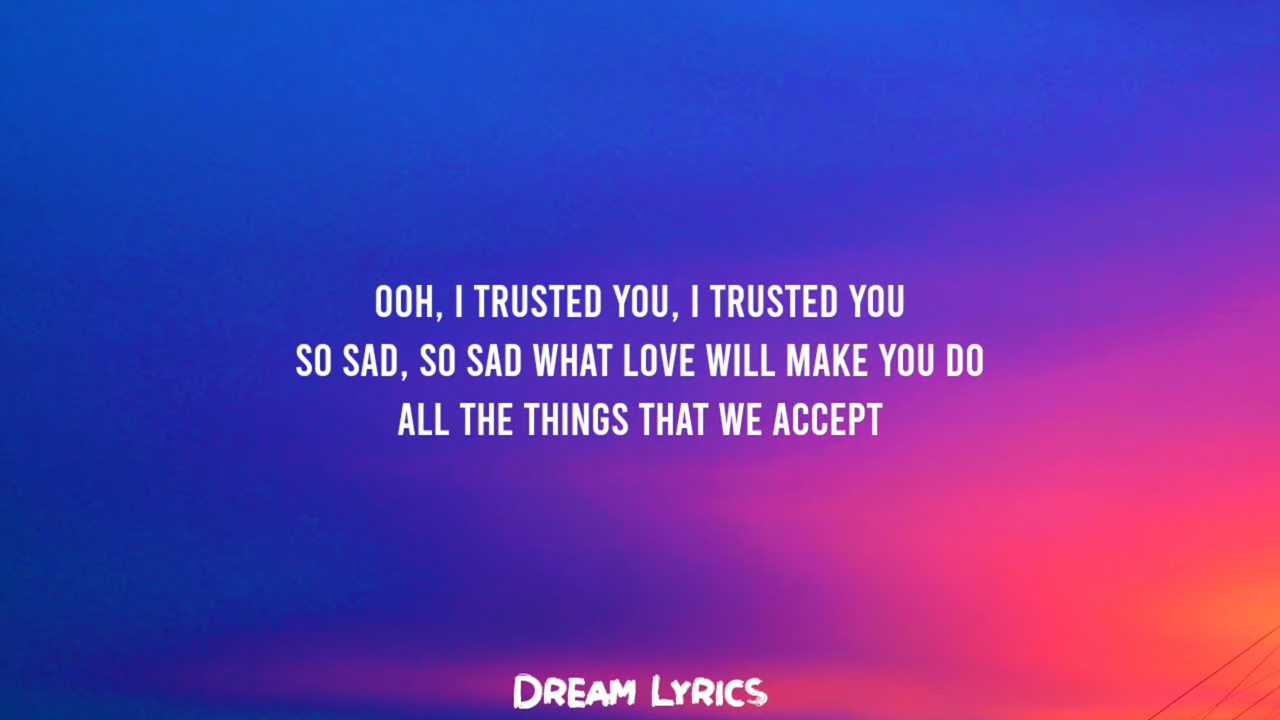 OOH, I TRUSTED YOU, I TRUSTED YOU
SO SAD, SO SAD WHAT LOVE WILL MAKE YOU DO
ALL THE THINGS THAT WE ACCEPT
DREAM LYRICS